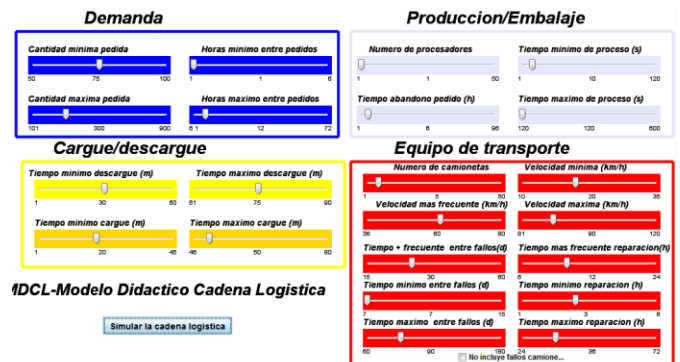 Demanda
Produccion/Embalaje
Cantidad minima pedida
Horas minimo entre pedidos
50 75 100
1 1 6
Cantidad maxima pedida
Horas maximo entre pedidos
101 300 900
6.1 12 72
Numero de procesadores
Tiempo minimo de proceso (s)
1 1 50
1 10 120
Tiempo abandono pedido (h)
Tiempo maximo de proceso (s)
1 6 96
120 120 600
Cargue/descargue
Equipo de transporte
Tiempo minimo descargue (m)
Tiempo maximo descargue (m)
1 30 60
61 75 90
Tiempo minimo cargue (m)
Tiempo maximo cargue (m)
1 20 45
46 50 80
Numero de camionetas
Velocidad minima (km/h)
1 5 50
10 20 35
Velocidad mas frecuente (km/h)
Velocidad maxima (km/h)
36 60 80
81 90 120
Tiempo + frecuente entre fallos(d)
Tiempo mas frecuente reparacion(h)
15 30 60
6 12 24
Tiempo minimo entre fallos (d)
Tiempo minimo reparacion (h)
7 7 15
1 3 6
Tiempo maximo entre fallos (d)
Tiempo maximo reparacion (h)
60 90 180
24 36 72
MDCL-Modelo Didactico Cadena Logistica
Simular la cadena logistica
No incluye fallos camione...